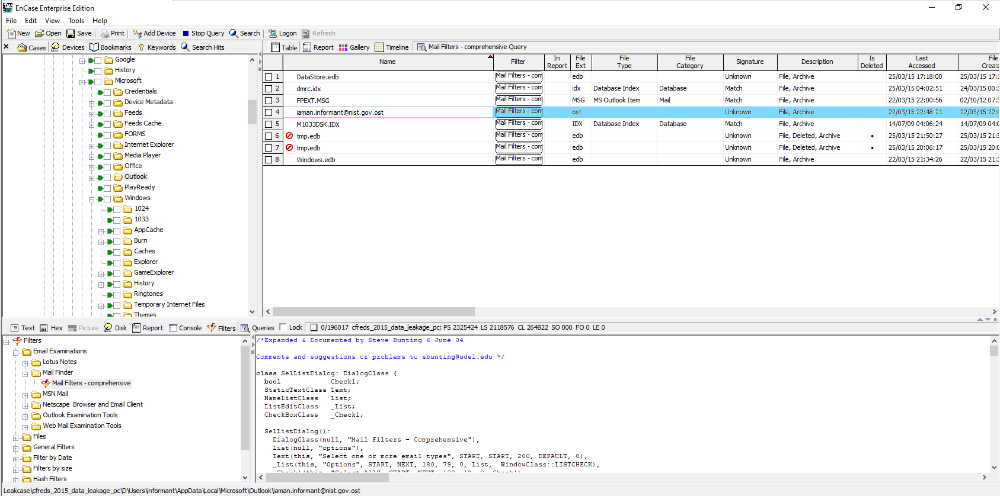 EnCase Enterprise Edition
File Edit View Tools Help
New Open Save Print Add Device Stop Query Search Logon Refresh
Cases Devices Bookmarks Keywords Search Hits
Table Report Gallery Timeline Mail Filters - comprehensive Query
Google
History
Microsoft
Credentials
Device Metadata
Feeds
Feeds Cache
FORMS
Internet Explorer
Media Player
Office
Outlook
PlayReady
Windows
1024
1033
AppCache
Burn
Caches
Explorer
GameExplorer
History
Ringtones
Temporary Internet Files
Themes
Name Filter In Report File Ext File Type File Category Signature Description Is Deleted Last Accessed File Create
1 DataStore.edb Mail Filters - com edb Unknown File, Archive 25/03/15 17:18:00 25/03/15 17:1
2 dmrc.idx Mail Filters - com idx Database Index Database Match File, Archive 25/03/15 04:02:51 24/03/15 00:3
3 FPEXT.MSG Mail Filters - com MSG MS Outlook Item Mail Match File, Archive 22/03/15 22:00:56 02/10/12 07:3
4 iaman.informant@nist.gov.ost Mail Filters - com ost Unknown File, Archive 22/03/15 22:48:21 22/03/15 22:4
5 M1033DSK.IDX Mail Filters - com IDX Database Index Database Match File, Archive 14/07/09 04:06:24 14/07/09 04:0
6 tmp.edb Mail Filters - com edb Unknown File, Deleted, Archive • 25/03/15 21:50:27 25/03/15 21:5
7 tmp.edb Mail Filters - com edb Unknown File, Deleted, Archive • 25/03/15 20:06:17 25/03/15 20:0
8 Windows.edb Mail Filters - com edb Unknown File, Archive 22/03/15 21:34:26 22/03/15 21:3
Text Hex Picture Disk Report Console Filters Queries Lock 0/196017 cfreds_2015_data_leakage_pc: PS 2325424 LS 2118576 CL 264822 SO 000 FO 0 LE 0
Filters
Email Examinations
Lotus Notes
Mail Finder
Mail Filters - comprehensive
MSN Mail
Netscape Browser and Email Client
Outlook Examination Tools
Web Mail Examination Tools
Files
General Filters
Filter by Date
Filters by size
Hash Filters
/*Expanded & Documented by Steve Bunting 6 June 04
Comments and suggestions or problems to sbunting@udel.edu */
class SelListDialog: DialogClass {
bool Check1;
StaticTextClass Text;
NameListClass List;
ListEditClass _List;
CheckBoxClass _Check1;
SelListDialog():
DialogClass(null, "Mail Filters - Comprehensive"),
List(null, "options"),
Text(this, "Select one or more email types", START, START, 200, DEFAULT, 0),
_List(this, "Options", START, NEXT, 180, 79, 0, List, WindowClass::LISTCHECK),
_Check1(this, "Select All", START, NEXT, 100, 12, 0, Check1)
Leakcase\cfreds_2015_data_leakage_pc\D\Users\informant\AppData\Local\Microsoft\Outlook\iaman.informant@nist.gov.ost